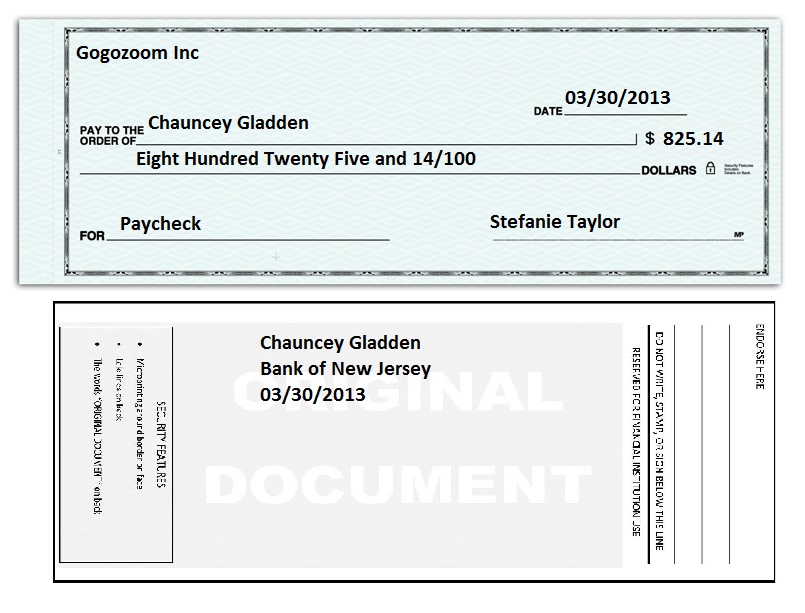 Gogozoom Inc
03/30/2013
DATE
Chauncey Gladden
PAY TO THE
ORDER OF
$ 825.14
Eight Hundred Twenty Five and 14/100
DOLLARS
Security Features
Included.
Details on Back.
Paycheck
FOR
Stefanie Taylor
MP
Chauncey Gladden
Bank of New Jersey
03/30/2013
ORIGINAL
DOCUMENT
SECURITY FEATURES
• Microprinting around border on face
• lines on back
• The words "ORIGINAL DOCUMENT" on back
ENDORSE HERE
DO NOT WRITE, STAMP, OR SIGN BELOW THIS LINE
RESERVED FOR FINANCIAL INSTITUTION USE